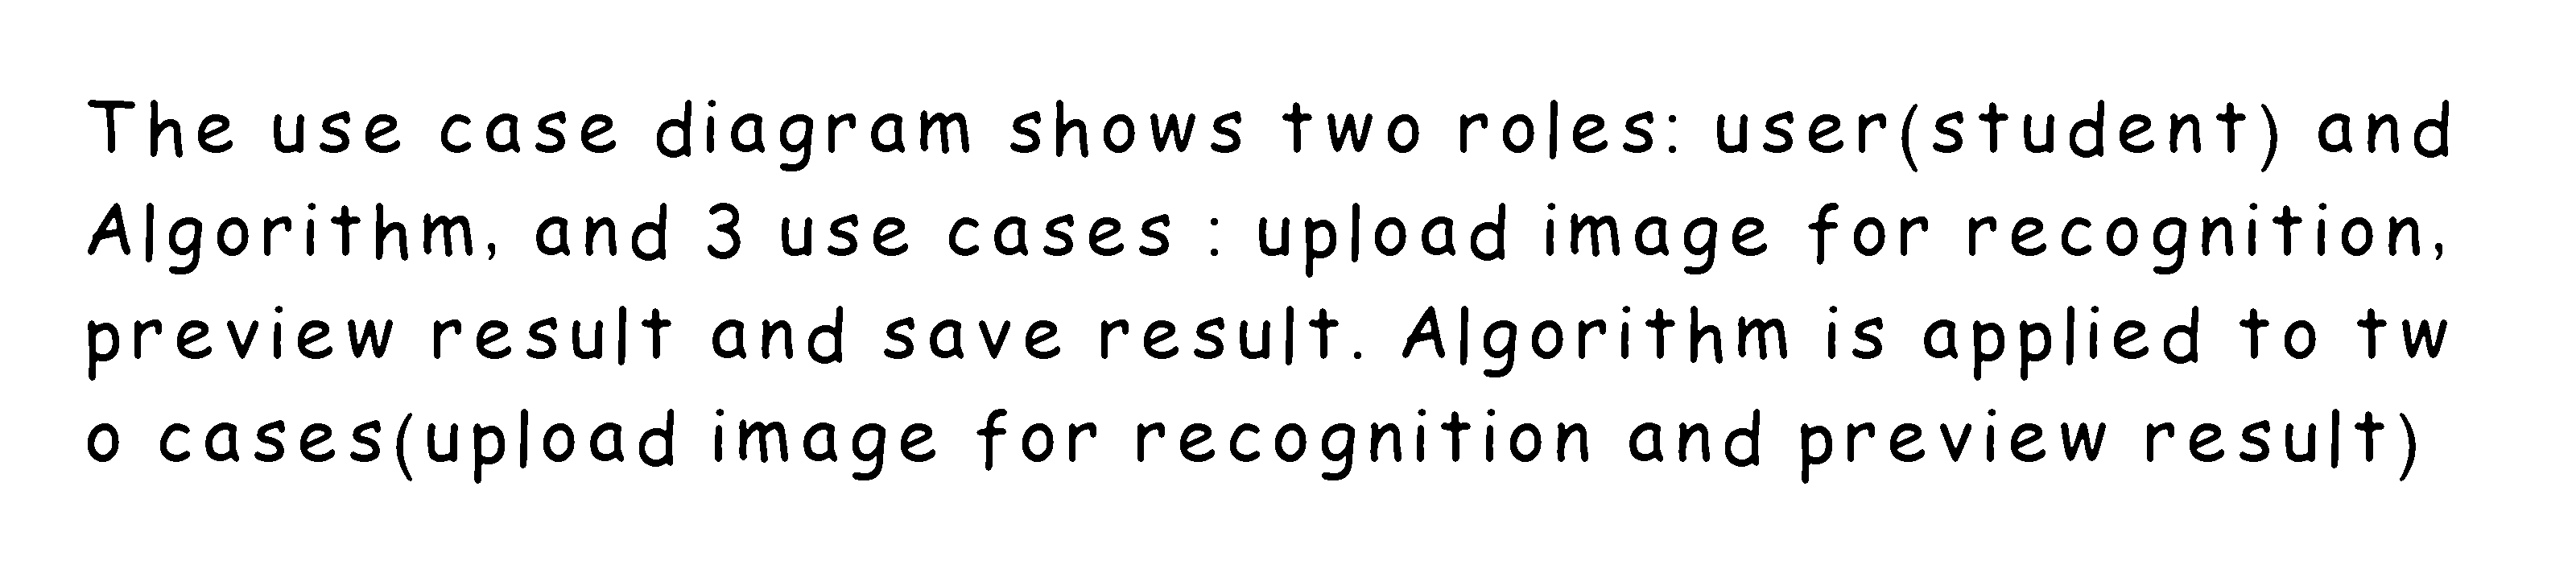 The use case diagram shows two roles: user(student) and
Algorithm, and 3 use cases : upload image for recognition,
preview result and save result. Algorithm is applied to tw
o cases(upload image for recognition and preview result)